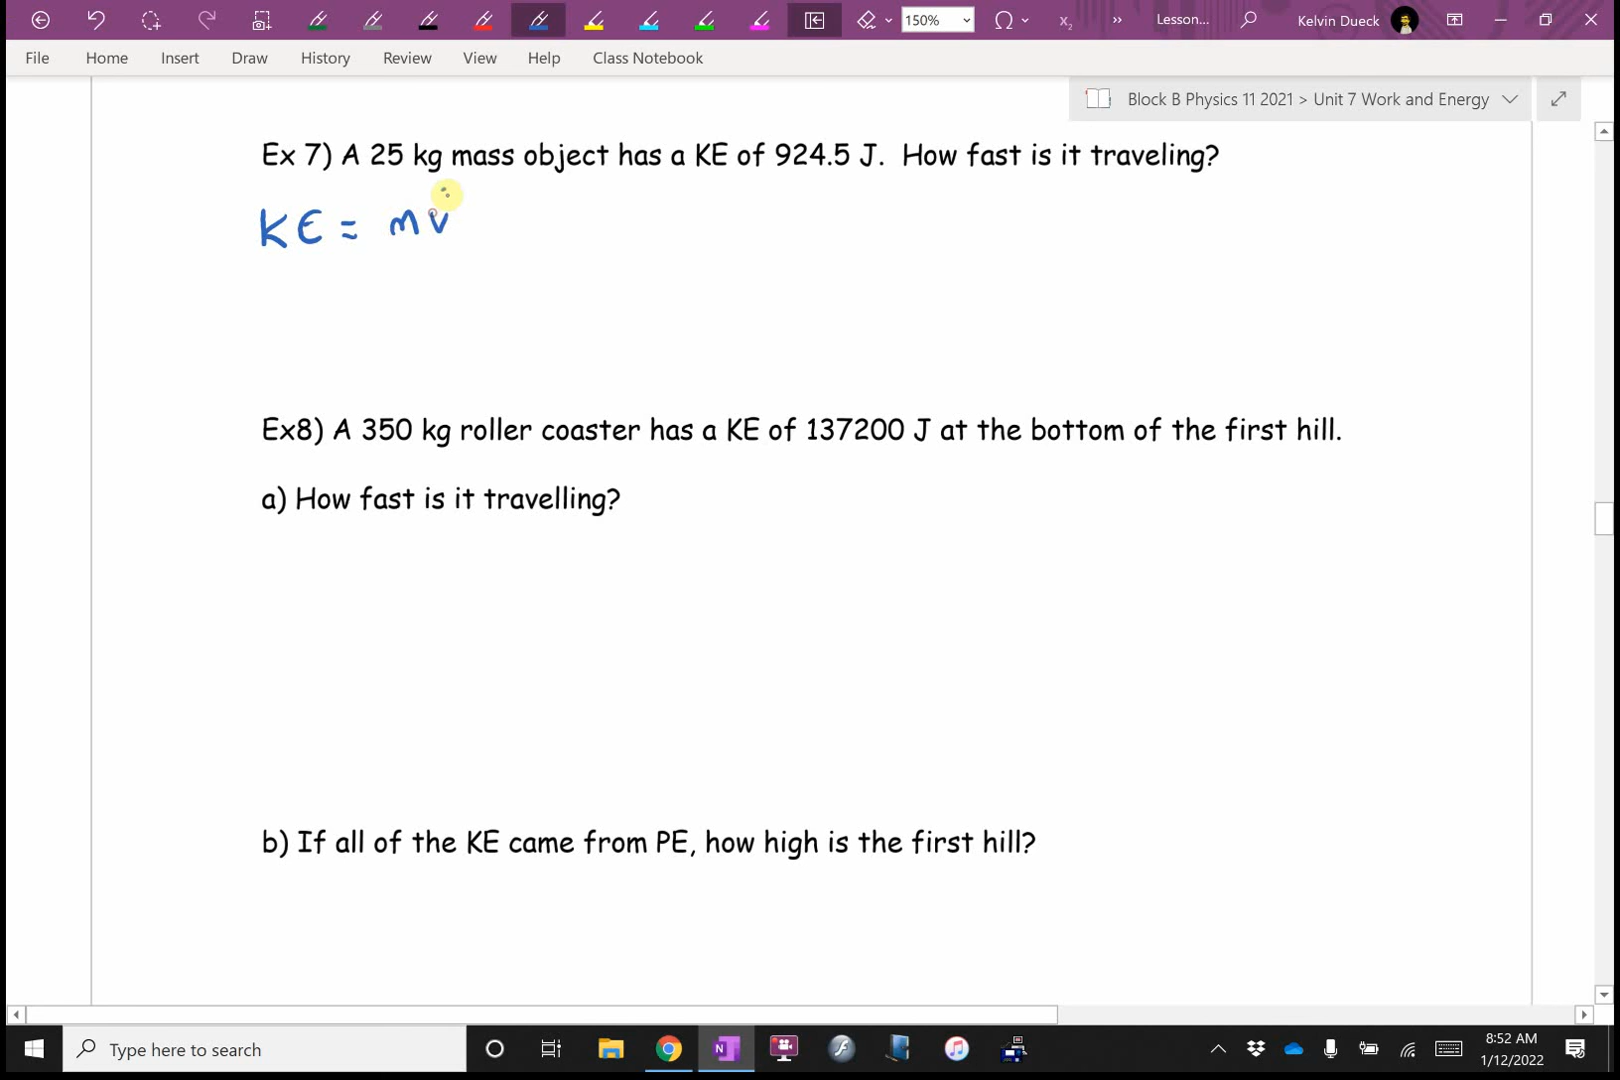 150% Lesson... Kelvin Dueck
File Home Insert Draw History Review View Help Class Notebook
Block B Physics 11 2021 > Unit 7 Work and Energy
Ex 7) A 25 kg mass object has a KE of 924.5 J. How fast is it traveling?
KE = mv
Ex8) A 350 kg roller coaster has a KE of 137200 J at the bottom of the first hill.
a) How fast is it travelling?
b) If all of the KE came from PE, how high is the first hill?
Type here to search
8:52 AM
1/12/2022